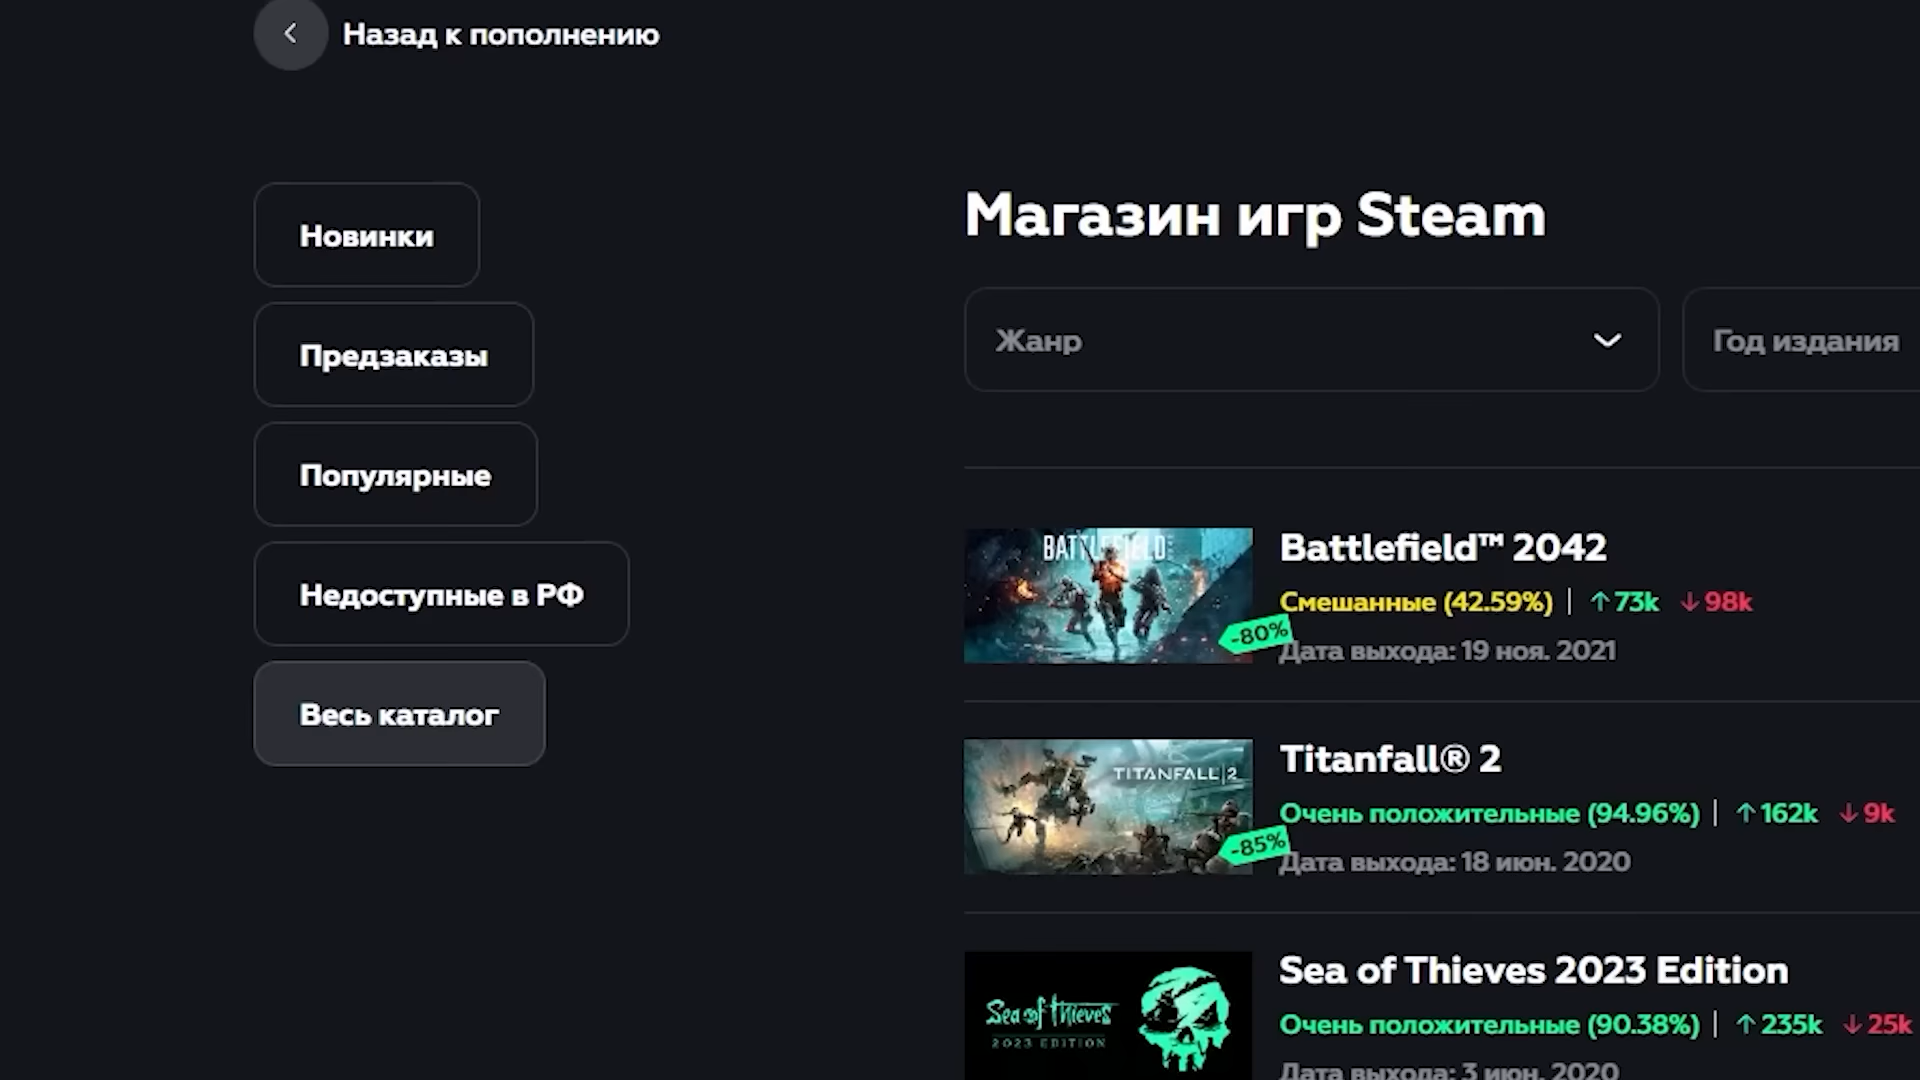 Назад к пополнению
Новинки
Предзаказы
Популярные
Недоступные в РФ
Весь каталог
Магазин игр Steam
Жанр
Год издания
BATTLEFIELD
-80%
Battlefield™ 2042
Смешанные (42.59%) | ↑73k ↓98k
Дата выхода: 19 ноя. 2021
TITANFALL|2
-85%
Titanfall® 2
Очень положительные (94.96%) | ↑162k ↓9k
Дата выхода: 18 июн. 2020
Sea of Thieves
2023 EDITION
Sea of Thieves 2023 Edition
Очень положительные (90.38%) | ↑235k ↓25k
Дата выхода: 3 июн. 2020